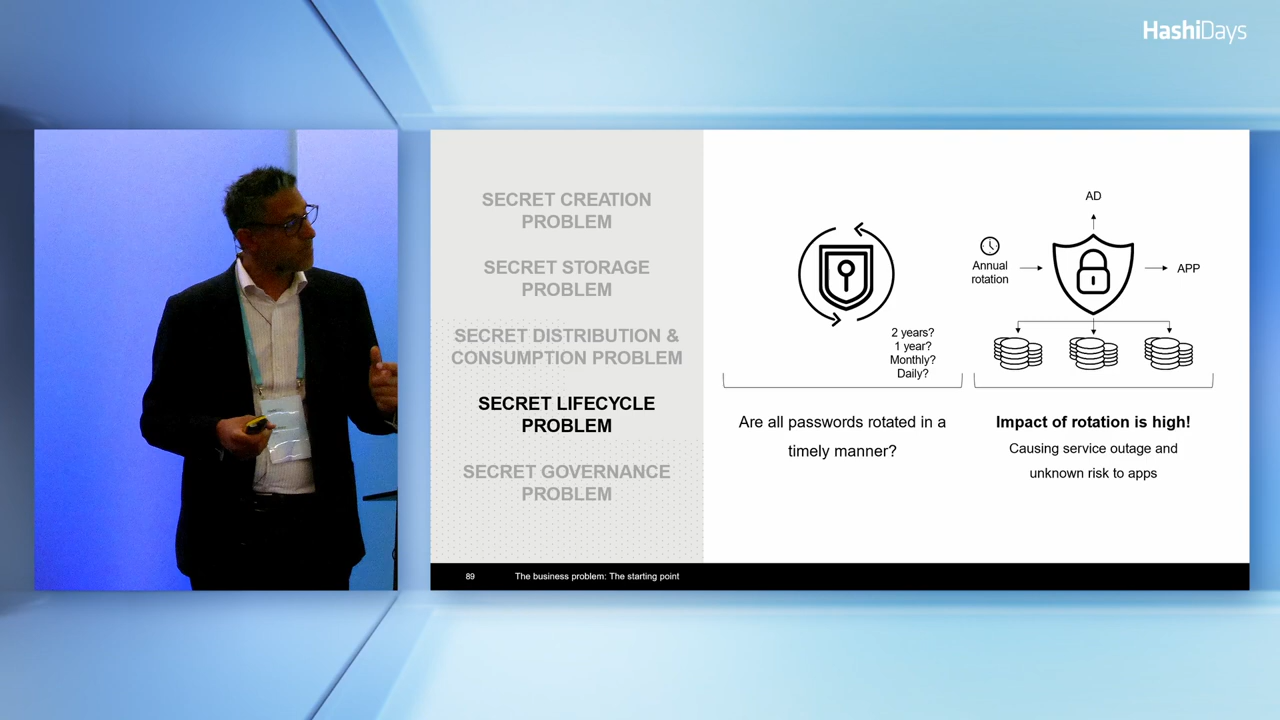 HashiDays
SECRET CREATION
PROBLEM
SECRET STORAGE
PROBLEM
SECRET DISTRIBUTION &
CONSUMPTION PROBLEM
SECRET LIFECYCLE
PROBLEM
SECRET GOVERNANCE
PROBLEM
2 years?
1 year?
Monthly?
Daily?
Are all passwords rotated in a
timely manner?
AD
Annual
rotation
APP
Impact of rotation is high!
Causing service outage and
unknown risk to apps
89
The business problem: The starting point